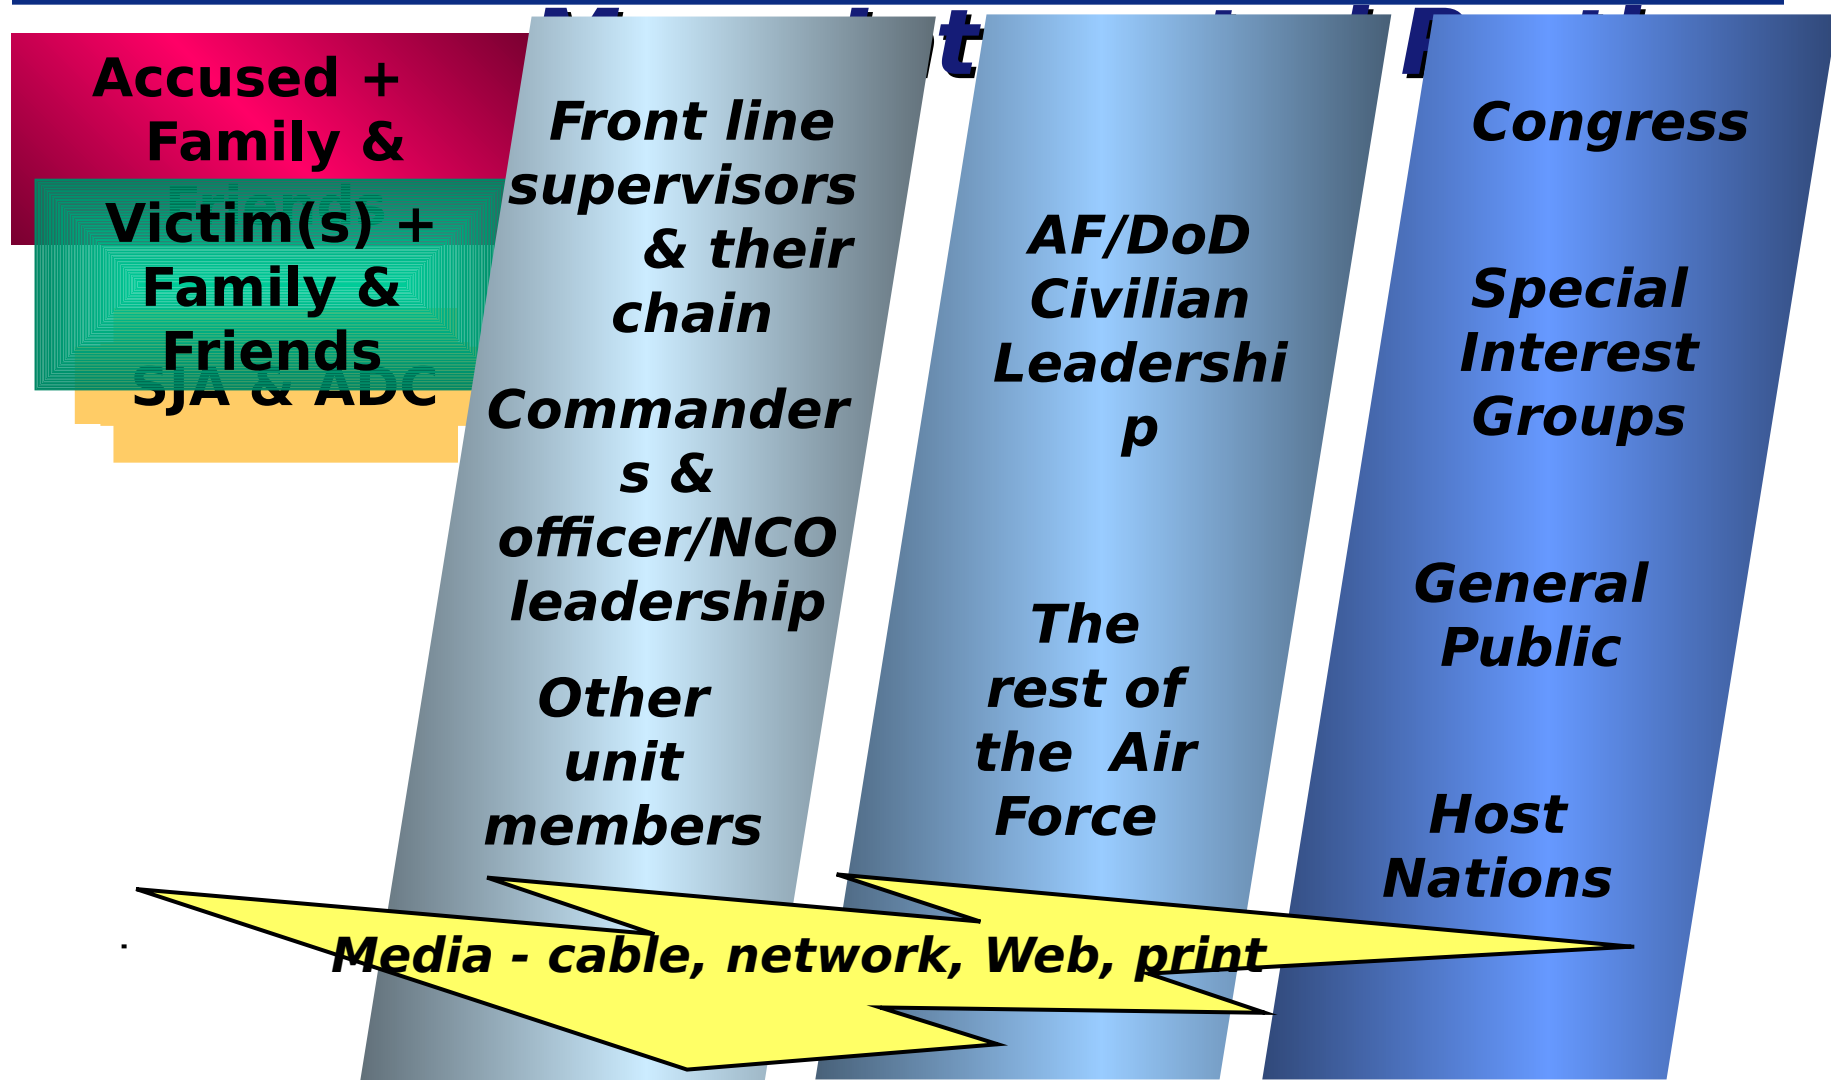 Accused +
Family &
Friends
Victim(s) +
Family &
Friends
SJA & ADC
Front line
supervisors
& their
chain
Commander
s &
officer/NCO
leadership
Other
unit
members
AF/DoD
Civilian
Leadershi
p
The
rest of
the Air
Force
Congress
Special
Interest
Groups
General
Public
Host
Nations
Media - cable, network, Web, print
.